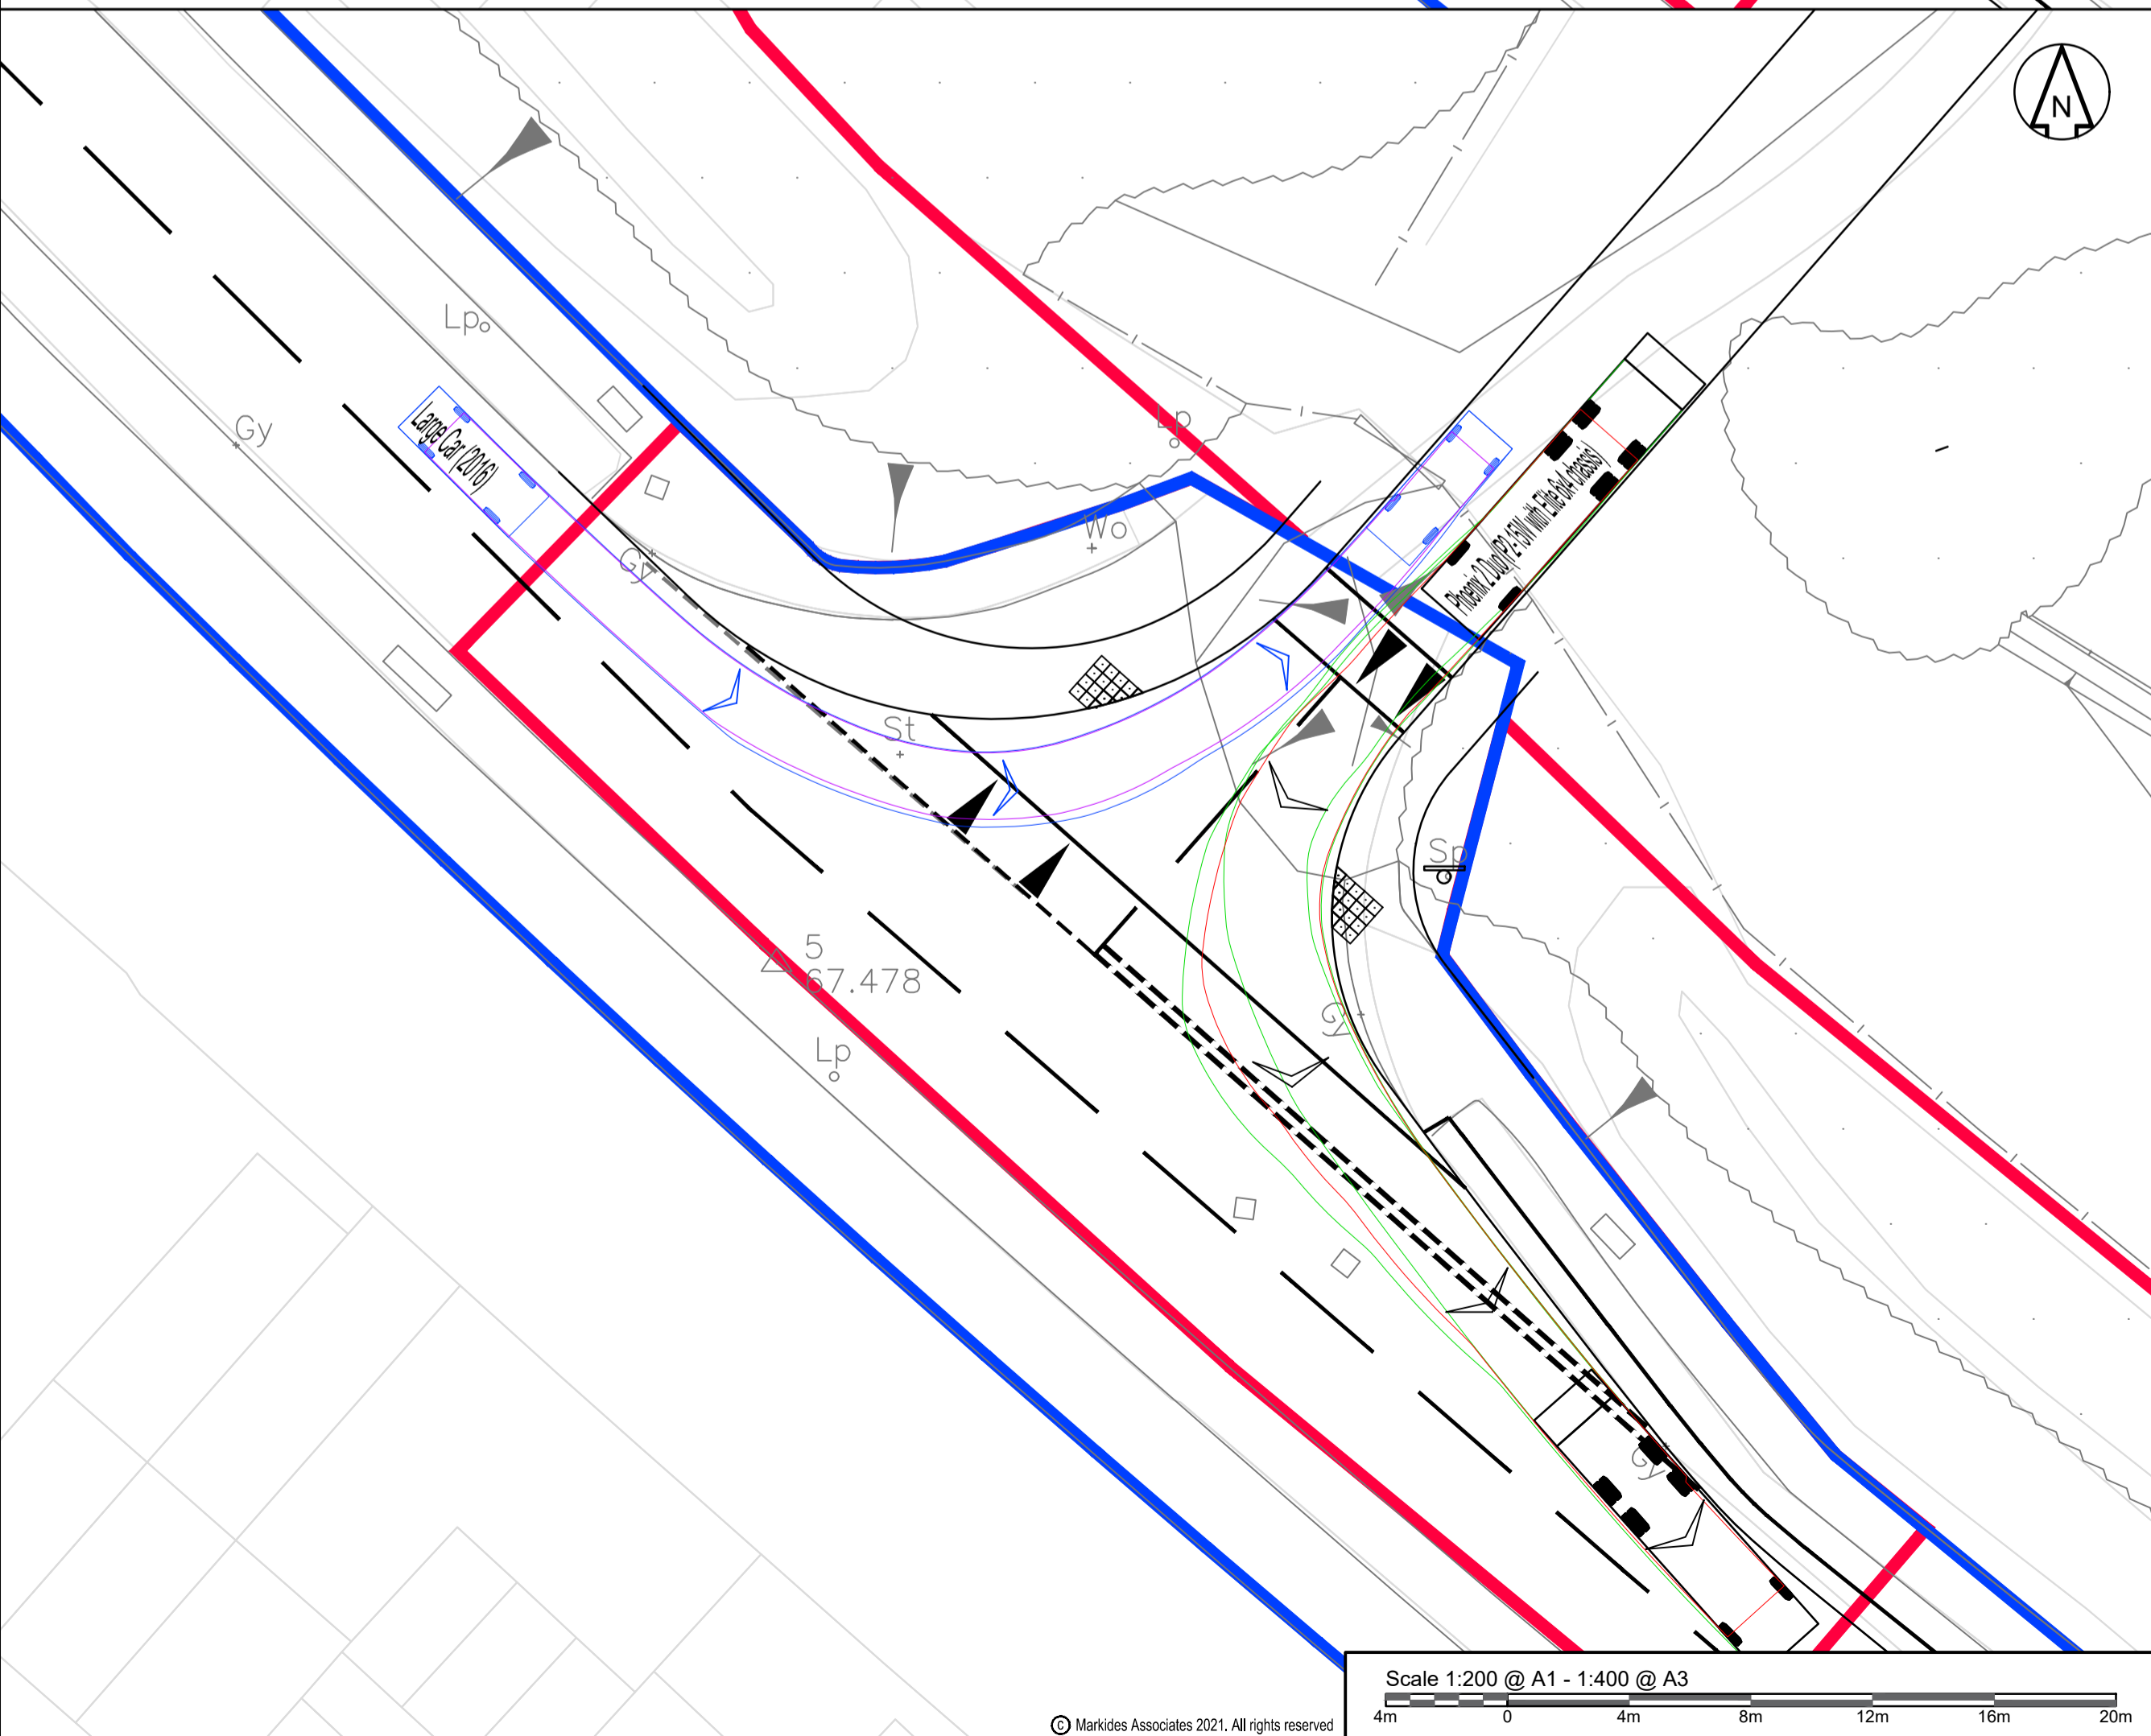 N
Lp
Gy
Large Car (2016)
Lp
Wo
Gy
Phoenix 2 Duo (P2-15W with Elite 6x4 chassis)
St
Sp
5
67.478
Gy
Lp
Gy
Scale 1:200 @ A1 - 1:400 @ A3
4m 0 4m 8m 12m 16m 20m
© Markides Associates 2021. All rights reserved